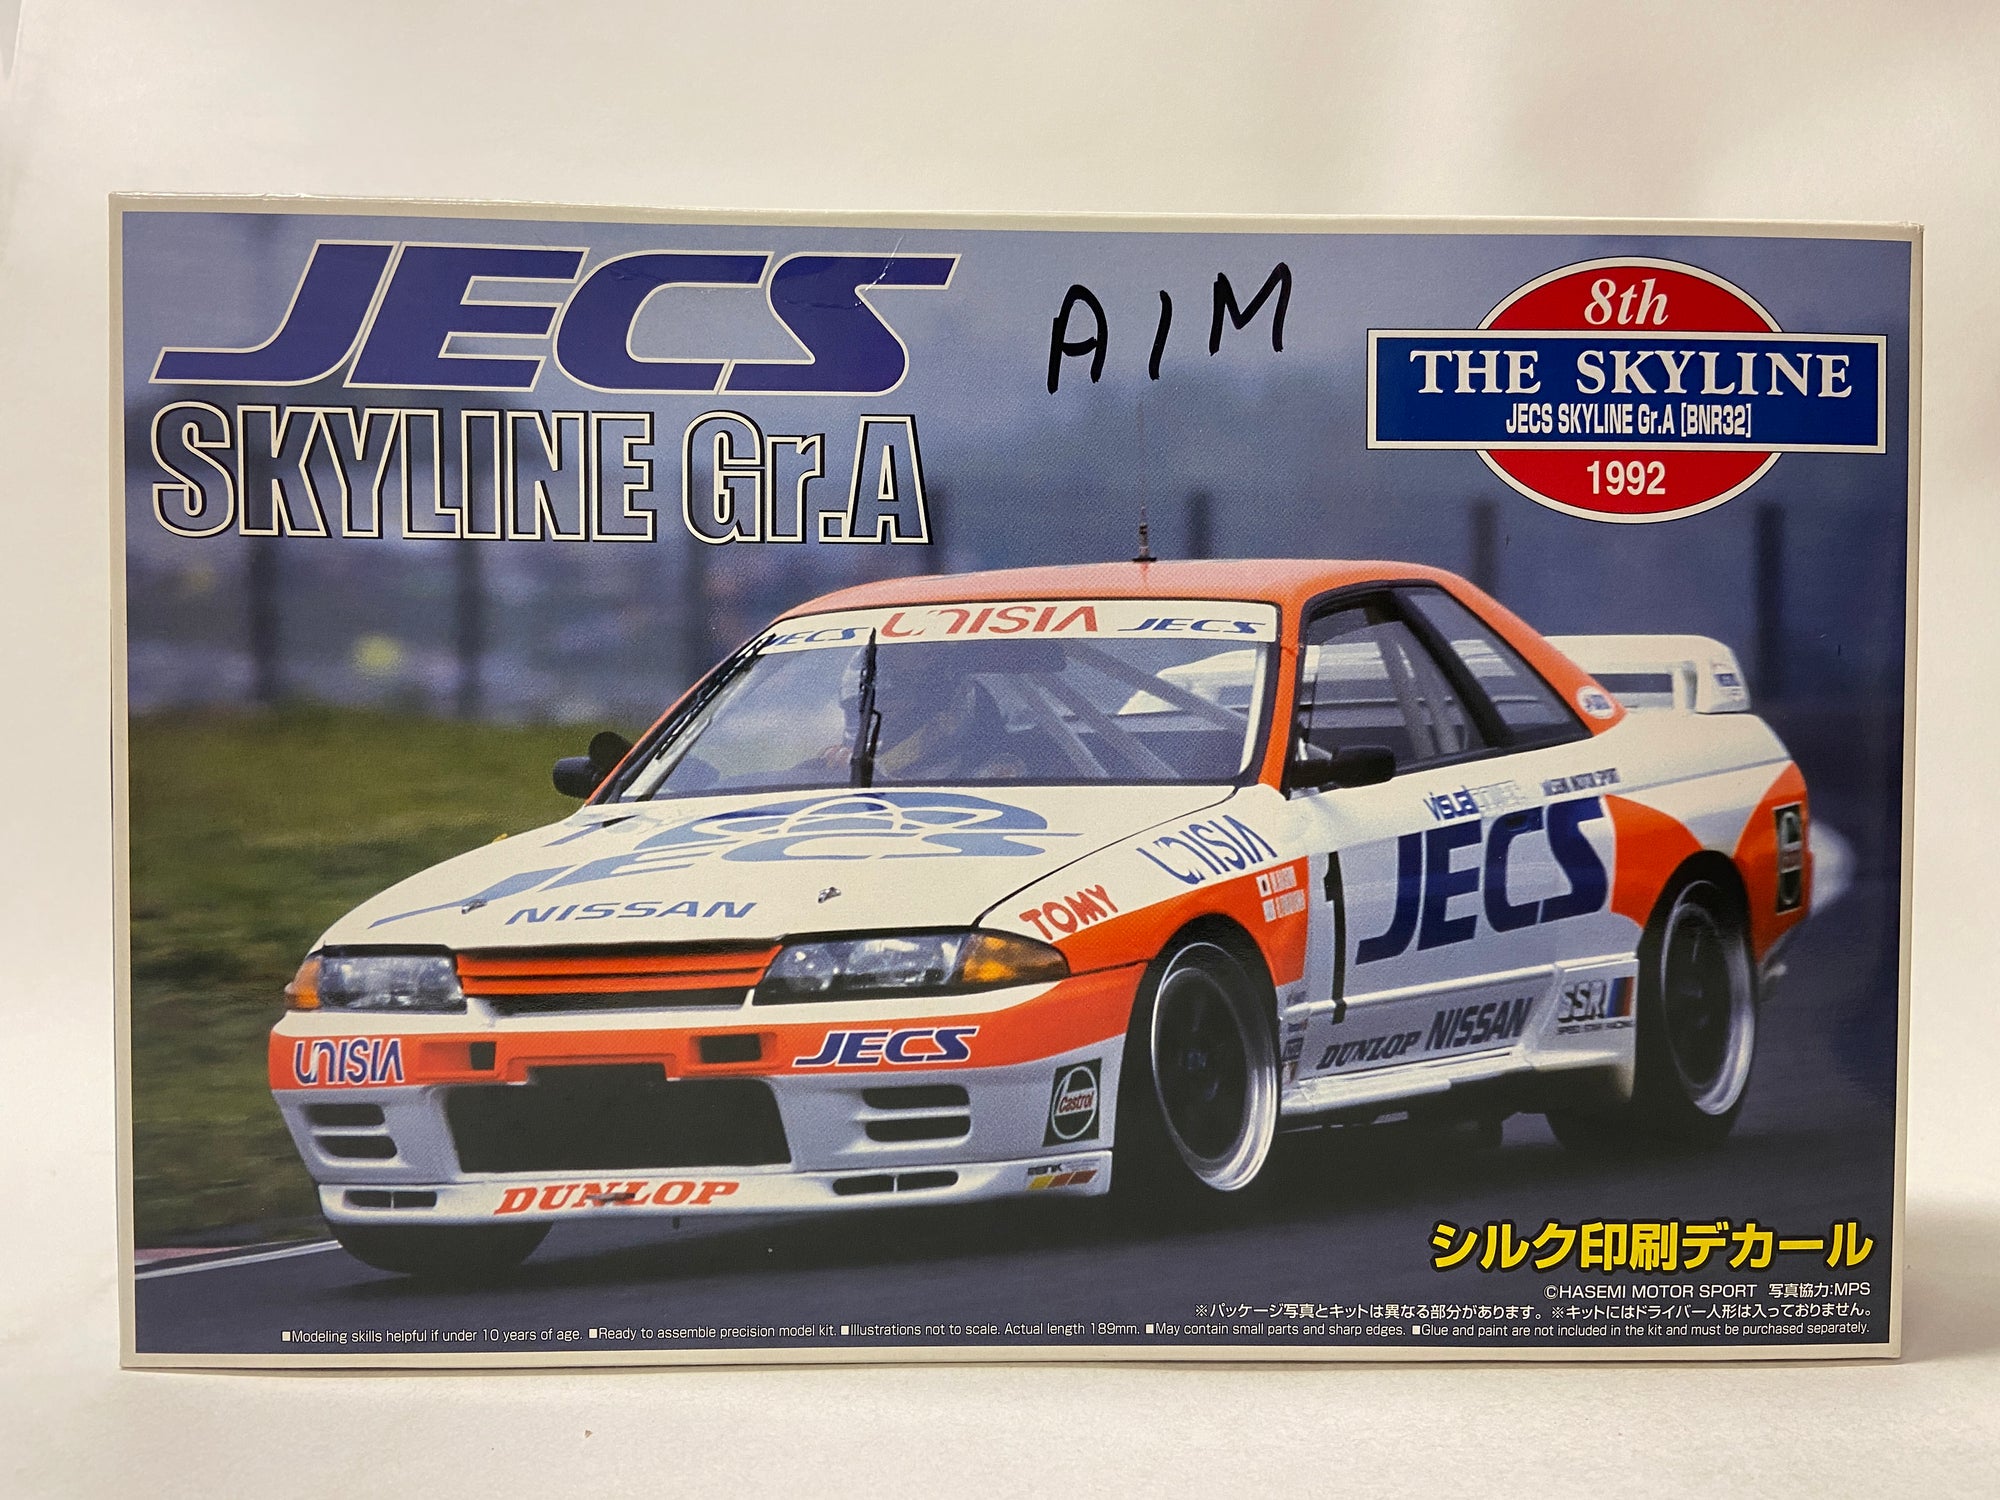 JECS
SKYLINE Gr.A
AIM
8th
THE SKYLINE
JECS SKYLINE Gr.A [BNR32]
1992
JECS UNISIA JECS
JECS
NISSAN
UNISIA
TOMY
visual
MOTOR SPORT
1
JECS
UNISIA
JECS
Castrol
DUNLOP NISSAN
SSR
DUNLOP
シルク印刷デカール
©HASEMI MOTOR SPORT 写真協力:MPS
※パッケージ写真とキットは異なる部分があります。※キットにはドライバー人形は入っておりません。
■Modeling skills helpful if under 10 years of age. ■Ready to assemble precision model kit. ■Illustrations not to scale. Actual length 189mm. ■May contain small parts and sharp edges. ■Glue and paint are not included in the kit and must be purchased separately.